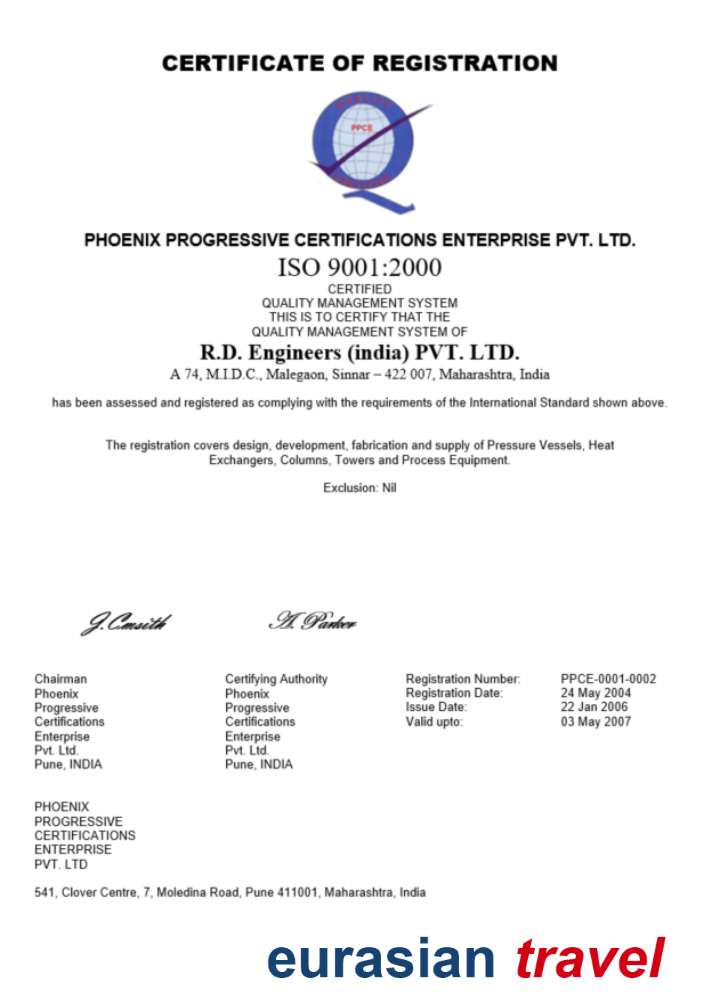 CERTIFICATE OF REGISTRATION
QUALITY
PPCE
PHOENIX PROGRESSIVE CERTIFICATIONS ENTERPRISE PVT. LTD.
ISO 9001:2000
CERTIFIED
QUALITY MANAGEMENT SYSTEM
THIS IS TO CERTIFY THAT THE
QUALITY MANAGEMENT SYSTEM OF
R.D. Engineers (india) PVT. LTD.
A 74, M.I.D.C., Malegaon, Sinnar – 422 007, Maharashtra, India
has been assessed and registered as complying with the requirements of the International Standard shown above.
The registration covers design, development, fabrication and supply of Pressure Vessels, Heat
Exchangers, Columns, Towers and Process Equipment.
Exclusion: Nil
J. Cmsith
A. Parker
Chairman
Phoenix
Progressive
Certifications
Enterprise
Pvt. Ltd.
Pune, INDIA
Certifying Authority
Phoenix
Progressive
Certifications
Enterprise
Pvt. Ltd.
Pune, INDIA
Registration Number: PPCE-0001-0002
Registration Date: 24 May 2004
Issue Date: 22 Jan 2006
Valid upto: 03 May 2007
PHOENIX
PROGRESSIVE
CERTIFICATIONS
ENTERPRISE
PVT. LTD
541, Clover Centre, 7, Moledina Road, Pune 411001, Maharashtra, India
eurasian travel